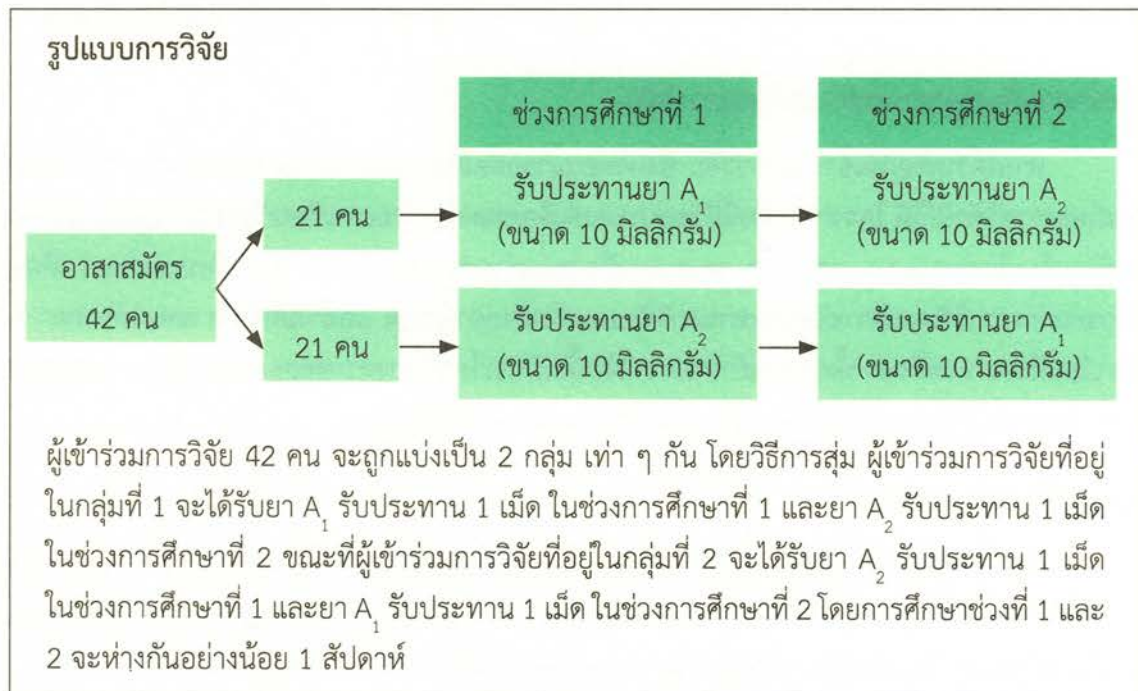 รูปแบบการวิจัย
ช่วงการศึกษาที่ 1
ช่วงการศึกษาที่ 2
อาสาสมัคร
42 คน
21 คน
รับประทานยา A₁
(ขนาด 10 มิลลิกรัม)
รับประทานยา A₂
(ขนาด 10 มิลลิกรัม)
21 คน
รับประทานยา A₂
(ขนาด 10 มิลลิกรัม)
รับประทานยา A₁
(ขนาด 10 มิลลิกรัม)
ผู้เข้าร่วมการวิจัย 42 คน จะถูกแบ่งเป็น 2 กลุ่ม เท่า ๆ กัน โดยวิธีการสุ่ม ผู้เข้าร่วมการวิจัยที่อยู่
ในกลุ่มที่ 1 จะได้รับยา A₁ รับประทาน 1 เม็ด ในช่วงการศึกษาที่ 1 และยา A₂ รับประทาน 1 เม็ด
ในช่วงการศึกษาที่ 2 ขณะที่ผู้เข้าร่วมการวิจัยที่อยู่ในกลุ่มที่ 2 จะได้รับยา A₂ รับประทาน 1 เม็ด
ในช่วงการศึกษาที่ 1 และยา A₁ รับประทาน 1 เม็ด ในช่วงการศึกษาที่ 2 โดยการศึกษาช่วงที่ 1 และ
2 จะห่างกันอย่างน้อย 1 สัปดาห์